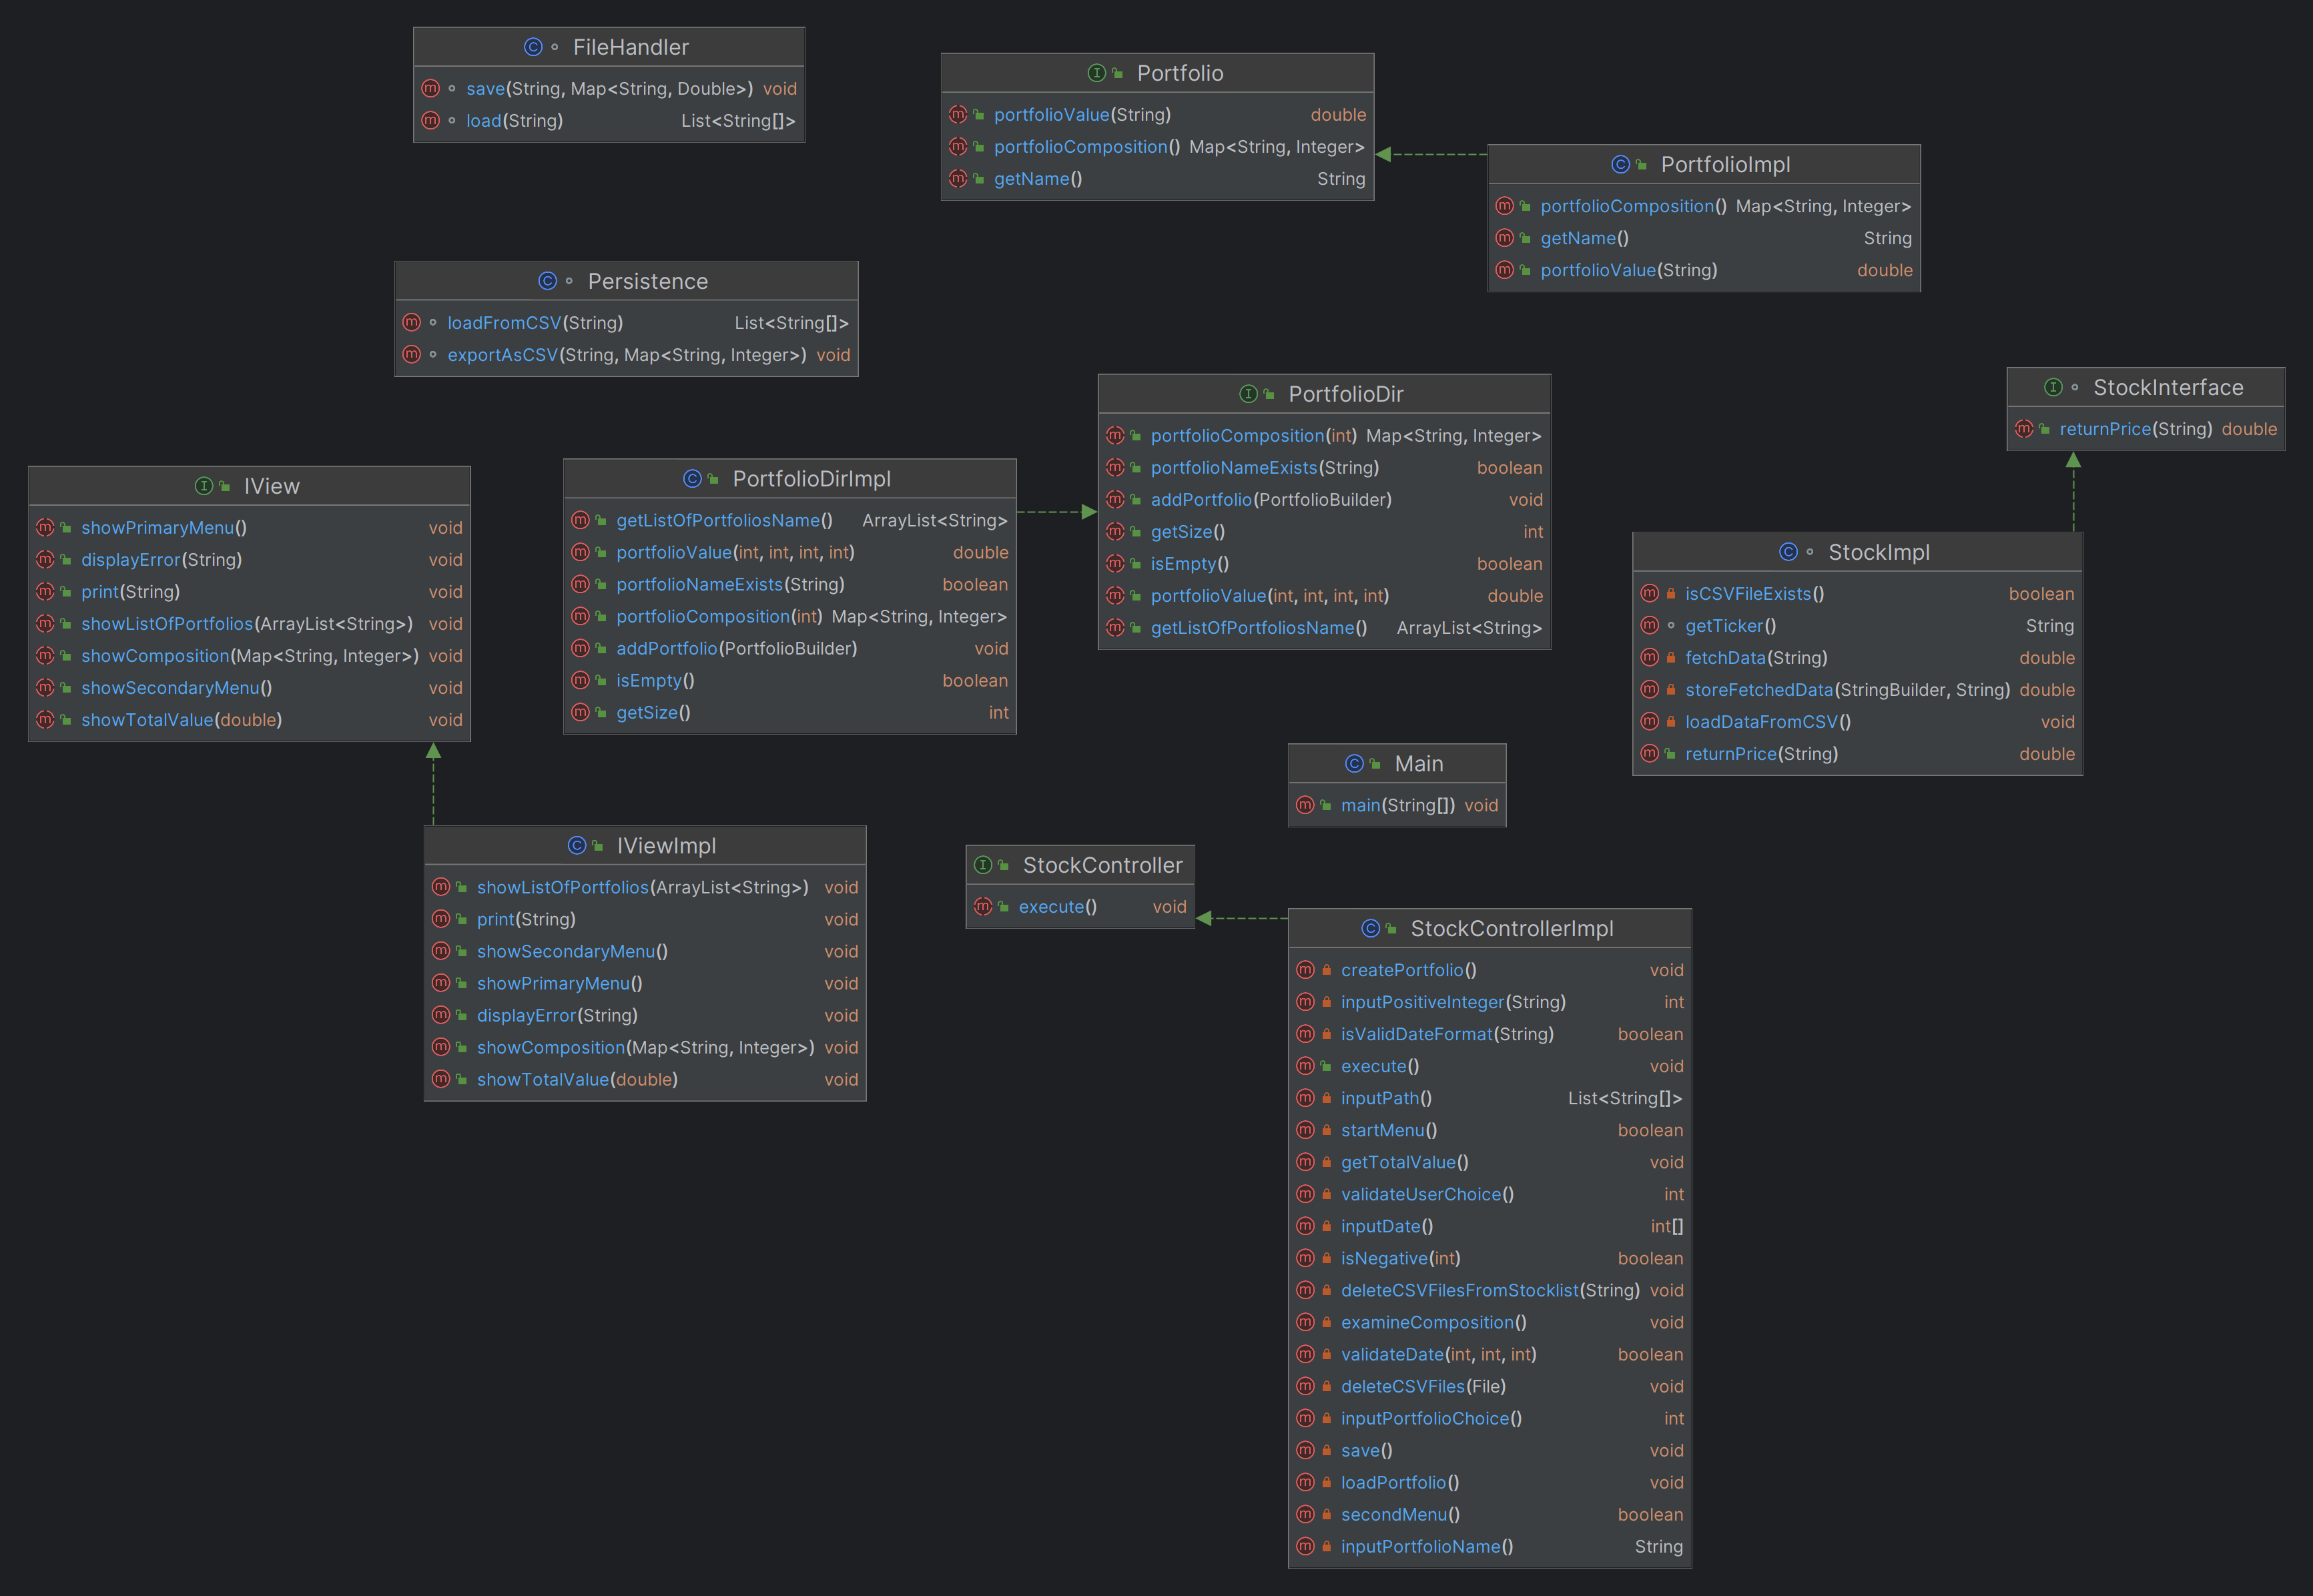 FileHandler
save(String, Map<String, Double>) void
load(String) List<String[]>
Portfolio
portfolioValue(String) double
portfolioComposition() Map<String, Integer>
getName() String
PortfolioImpl
portfolioComposition() Map<String, Integer>
getName() String
portfolioValue(String) double
Persistence
loadFromCSV(String) List<String[]>
exportAsCSV(String, Map<String, Integer>) void
PortfolioDir
portfolioComposition(int) Map<String, Integer>
portfolioNameExists(String) boolean
addPortfolio(PortfolioBuilder) void
getSize() int
isEmpty() boolean
portfolioValue(int, int, int, int) double
getListOfPortfoliosName() ArrayList<String>
StockInterface
returnPrice(String) double
IView
showPrimaryMenu() void
displayError(String) void
print(String) void
showListOfPortfolios(ArrayList<String>) void
showComposition(Map<String, Integer>) void
showSecondaryMenu() void
showTotalValue(double) void
PortfolioDirImpl
getListOfPortfoliosName() ArrayList<String>
portfolioValue(int, int, int, int) double
portfolioNameExists(String) boolean
portfolioComposition(int) Map<String, Integer>
addPortfolio(PortfolioBuilder) void
isEmpty() boolean
getSize() int
StockImpl
isCSVFileExists() boolean
getTicker() String
fetchData(String) double
storeFetchedData(StringBuilder, String) double
loadDataFromCSV() void
returnPrice(String) double
Main
main(String[]) void
IViewImpl
showListOfPortfolios(ArrayList<String>) void
print(String) void
showSecondaryMenu() void
showPrimaryMenu() void
displayError(String) void
showComposition(Map<String, Integer>) void
showTotalValue(double) void
StockController
execute() void
StockControllerImpl
createPortfolio() void
inputPositiveInteger(String) int
isValidDateFormat(String) boolean
execute() void
inputPath() List<String[]>
startMenu() boolean
getTotalValue() void
validateUserChoice() int
inputDate() int[]
isNegative(int) boolean
deleteCSVFilesFromStocklist(String) void
examineComposition() void
validateDate(int, int, int) boolean
deleteCSVFiles(File) void
inputPortfolioChoice() int
save() void
loadPortfolio() void
secondMenu() boolean
inputPortfolioName() String